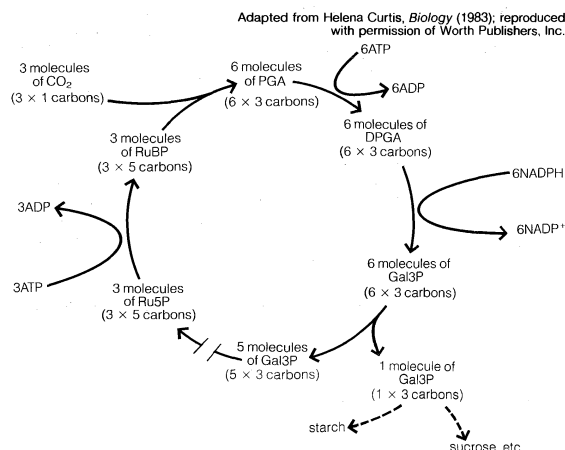 Adapted from Helena Curtis, Biology (1983); reproduced
with permission of Worth Publishers, Inc.
6ATP
6ADP
3 molecules
of CO₂
(3 × 1 carbons)
6 molecules
of PGA
(6 × 3 carbons)
6 molecules of
DPGA
(6 × 3 carbons)
3 molecules
of RuBP
(3 × 5 carbons)
6NADPH
6NADP⁺
3ADP
3ATP
6 molecules of
Gal3P
(6 × 3 carbons)
3 molecules
of Ru5P
(3 × 5 carbons)
5 molecules
of Gal3P
(5 × 3 carbons)
1 molecule of
Gal3P
(1 × 3 carbons)
starch
sucrose, etc.